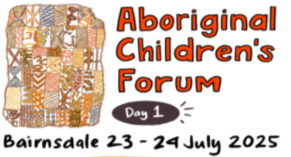 Aboriginal
Children's
Forum
Day 1
Bairnsdale 23 - 24 July 2025